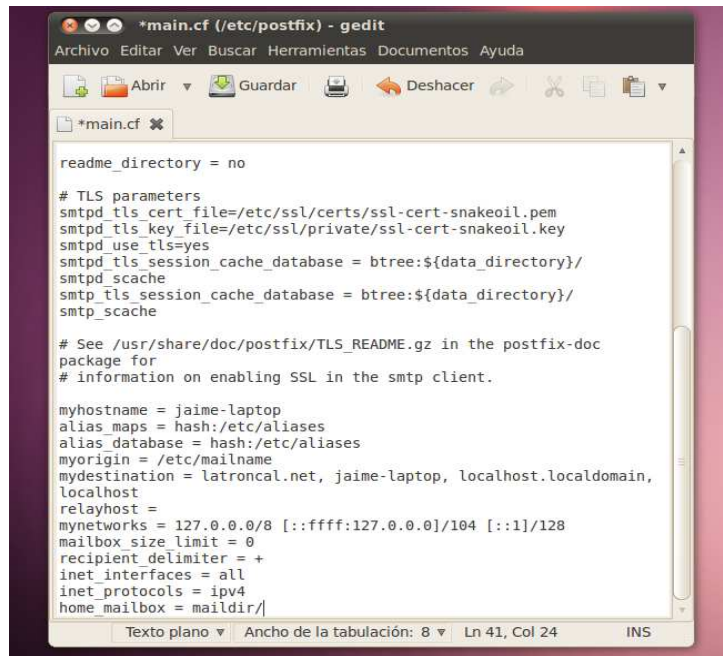 *main.cf (/etc/postfix) - gedit
Archivo Editar Ver Buscar Herramientas Documentos Ayuda
Abrir Guardar Deshacer
*main.cf
readme_directory = no
# TLS parameters
smtpd_tls_cert_file=/etc/ssl/certs/ssl-cert-snakeoil.pem
smtpd_tls_key_file=/etc/ssl/private/ssl-cert-snakeoil.key
smtpd_use_tls=yes
smtpd_tls_session_cache_database = btree:${data_directory}/
smtpd_scache
smtp_tls_session_cache_database = btree:${data_directory}/
smtp_scache
# See /usr/share/doc/postfix/TLS_README.gz in the postfix-doc
package for
# information on enabling SSL in the smtp client.
myhostname = jaime-laptop
alias_maps = hash:/etc/aliases
alias_database = hash:/etc/aliases
myorigin = /etc/mailname
mydestination = latroncal.net, jaime-laptop, localhost.localdomain,
localhost
relayhost =
mynetworks = 127.0.0.0/8 [::ffff:127.0.0.0]/104 [::1]/128
mailbox_size_limit = 0
recipient_delimiter = +
inet_interfaces = all
inet_protocols = ipv4
home_mailbox = maildir/
Texto plano Ancho de la tabulación: 8 Ln 41, Col 24 INS